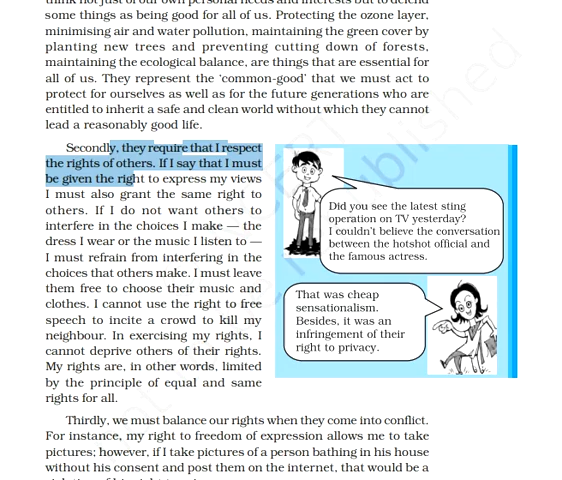 think not just of our own personal needs and interests but to defend
some things as being good for all of us. Protecting the ozone layer,
minimising air and water pollution, maintaining the green cover by
planting new trees and preventing cutting down of forests,
maintaining the ecological balance, are things that are essential for
all of us. They represent the ‘common-good’ that we must act to
protect for ourselves as well as for the future generations who are
entitled to inherit a safe and clean world without which they cannot
lead a reasonably good life.
Secondly, they require that I respect
the rights of others. If I say that I must
be given the right to express my views
I must also grant the same right to
others. If I do not want others to
interfere in the choices I make — the
dress I wear or the music I listen to —
I must refrain from interfering in the
choices that others make. I must leave
them free to choose their music and
clothes. I cannot use the right to free
speech to incite a crowd to kill my
neighbour. In exercising my rights, I
cannot deprive others of their rights.
My rights are, in other words, limited
by the principle of equal and same
rights for all.
Did you see the latest sting
operation on TV yesterday?
I couldn’t believe the conversation
between the hotshot official and
the famous actress.
That was cheap
sensationalism.
Besides, it was an
infringement of their
right to privacy.
Thirdly, we must balance our rights when they come into conflict.
For instance, my right to freedom of expression allows me to take
pictures; however, if I take pictures of a person bathing in his house
without his consent and post them on the internet, that would be a